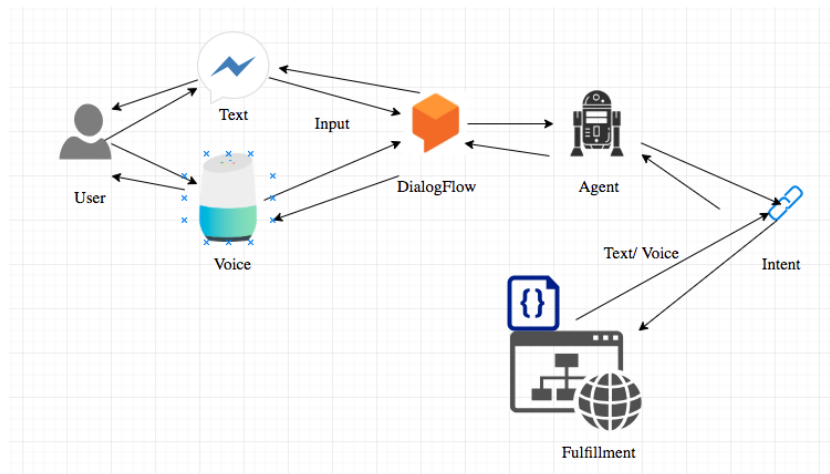 Text
Input
User
DialogFlow
Agent
Voice
Text/ Voice
Intent
{}
Fulfillment